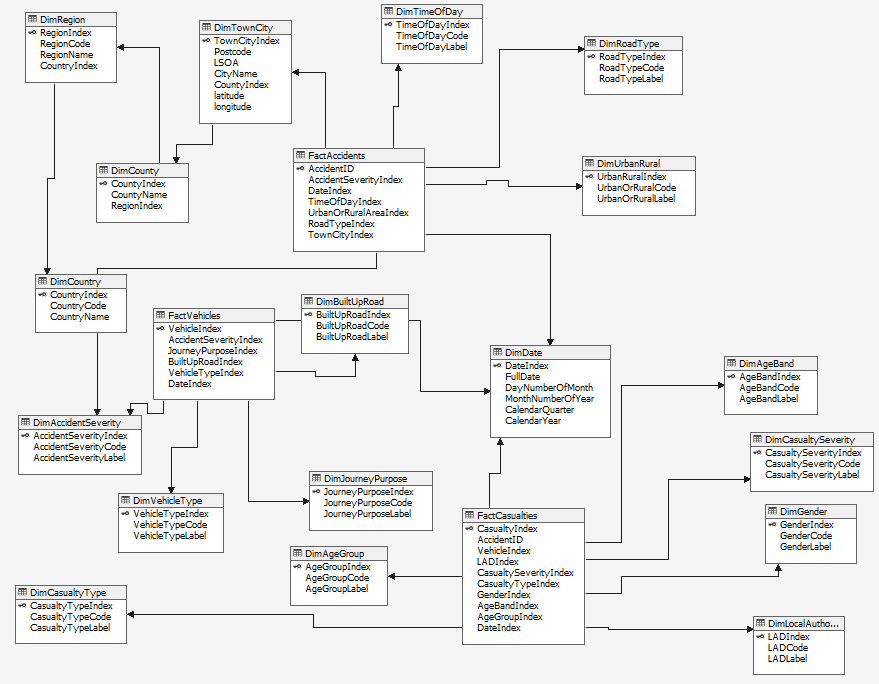 DimRegion
RegionIndex
RegionCode
RegionName
CountryIndex
DimTownCity
TownCityIndex
Postcode
LSOA
CityName
CountyIndex
latitude
longitude
DimTimeOfDay
TimeOfDayIndex
TimeOfDayCode
TimeOfDayLabel
DimRoadType
RoadTypeIndex
RoadTypeCode
RoadTypeLabel
DimCounty
CountyIndex
CountyName
RegionIndex
FactAccidents
AccidentID
AccidentSeverityIndex
DateIndex
TimeOfDayIndex
UrbanOrRuralAreaIndex
RoadTypeIndex
TownCityIndex
DimUrbanRural
UrbanRuralIndex
UrbanOrRuralCode
UrbanOrRuralLabel
DimCountry
CountryIndex
CountryCode
CountryName
FactVehicles
VehicleIndex
AccidentSeverityIndex
JourneyPurposeIndex
BuiltUpRoadIndex
VehicleTypeIndex
DateIndex
DimBuiltUpRoad
BuiltUpRoadIndex
BuiltUpRoadCode
BuiltUpRoadLabel
DimDate
DateIndex
FullDate
DayNumberOfMonth
MonthNumberOfYear
CalendarQuarter
CalendarYear
DimAgeBand
AgeBandIndex
AgeBandCode
AgeBandLabel
DimAccidentSeverity
AccidentSeverityIndex
AccidentSeverityCode
AccidentSeverityLabel
DimCasualtySeverity
CasualtySeverityIndex
CasualtySeverityCode
CasualtySeverityLabel
DimVehicleType
VehicleTypeIndex
VehicleTypeCode
VehicleTypeLabel
DimJourneyPurpose
JourneyPurposeIndex
JourneyPurposeCode
JourneyPurposeLabel
FactCasualties
CasualtyIndex
AccidentID
VehicleIndex
LADIndex
CasualtySeverityIndex
CasualtyTypeIndex
GenderIndex
AgeBandIndex
AgeGroupIndex
DateIndex
DimGender
GenderIndex
GenderCode
GenderLabel
DimAgeGroup
AgeGroupIndex
AgeGroupCode
AgeGroupLabel
DimCasualtyType
CasualtyTypeIndex
CasualtyTypeCode
CasualtyTypeLabel
DimLocalAutho...
LADIndex
LADCode
LADLabel